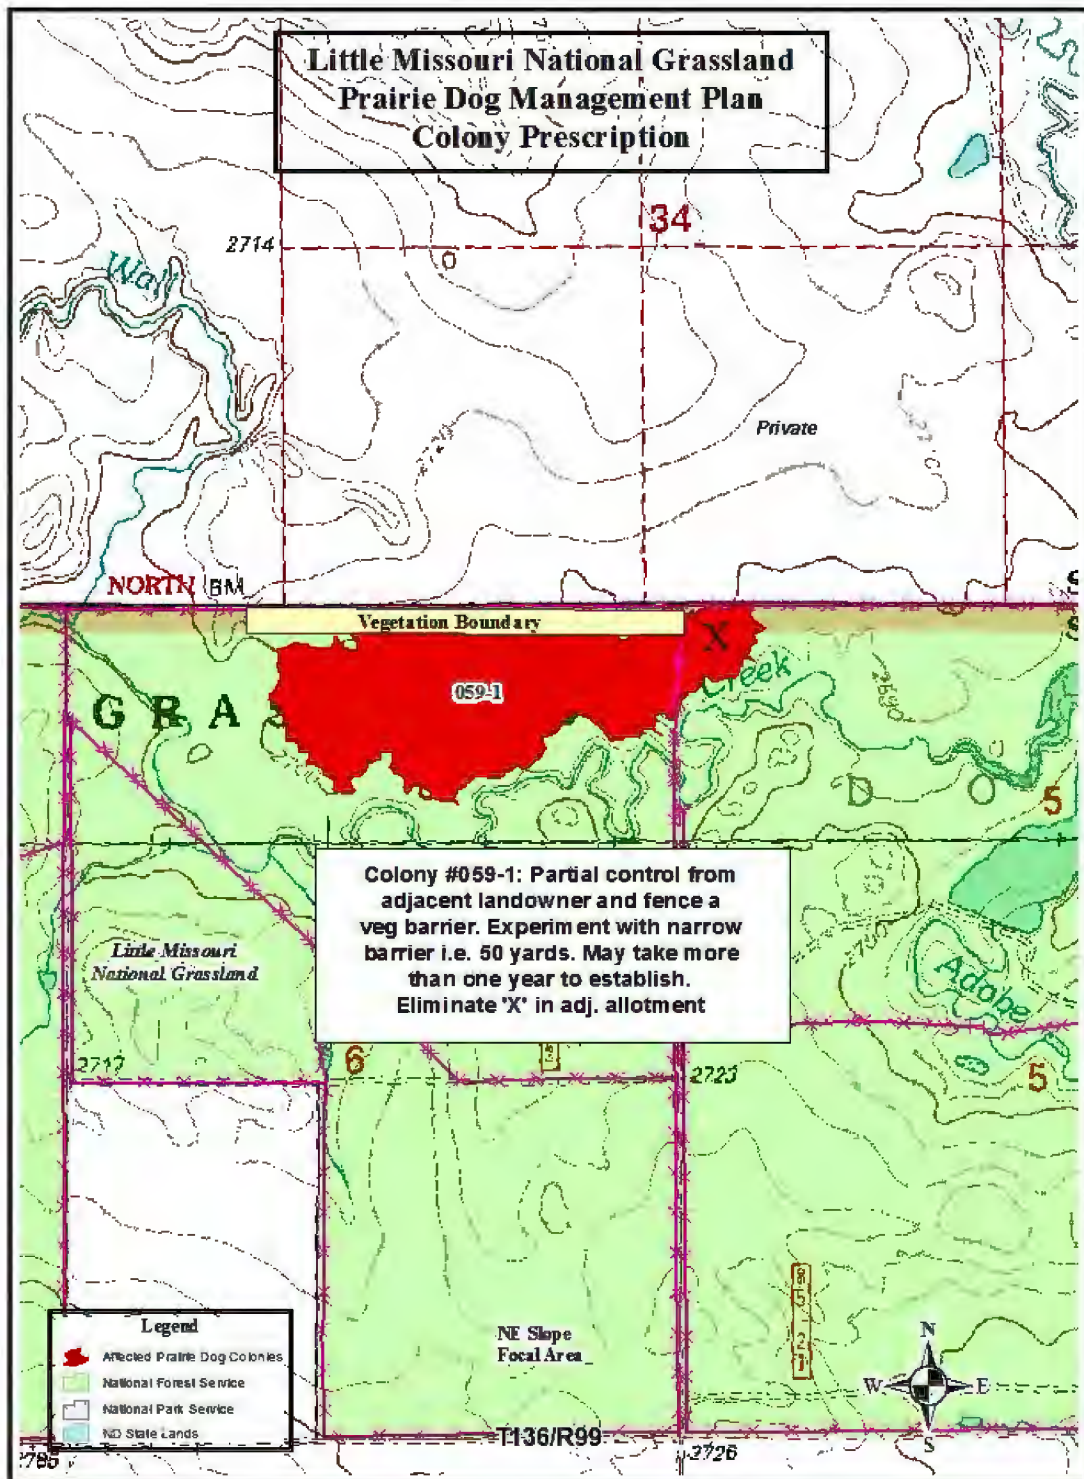 Little Missouri National Grassland
Prairie Dog Management Plan
Colony Prescription
34
2714
Wall
Private
NORTH BM
Vegetation Boundary
X
059-1
Creek
G R A S
D O
5
Colony #059-1: Partial control from
adjacent landowner and fence a
veg barrier. Experiment with narrow
barrier i.e. 50 yards. May take more
than one year to establish.
Eliminate 'X' in adj. allotment
Little Missouri
National Grassland
Adobe
2717
6
2723
5
NE Slope
Focal Area
Legend
Affected Prairie Dog Colonies
National Forest Service
National Park Service
ND State Lands
N
W E
S
T136/R99
2785
2726